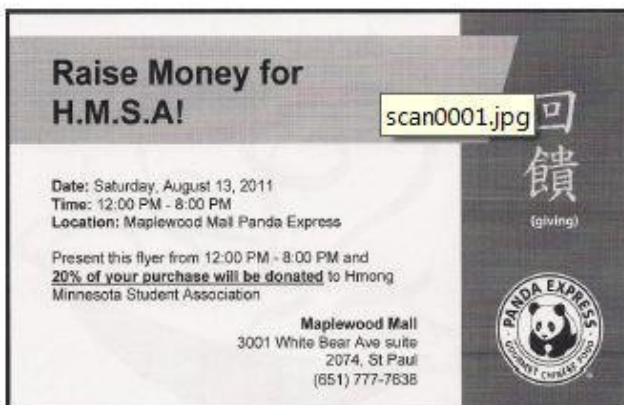 Raise Money for
H.M.S.A!
scan0001.jpg
回
饋
(giving)
Date: Saturday, August 13, 2011
Time: 12:00 PM - 8:00 PM
Location: Maplewood Mall Panda Express
Present this flyer from 12:00 PM - 8:00 PM and
20% of your purchase will be donated to Hmong
Minnesota Student Association
Maplewood Mall
3001 White Bear Ave suite
2074, St Paul
(651) 777-7638
PANDA EXPRESS
GOURMET CHINESE FOOD